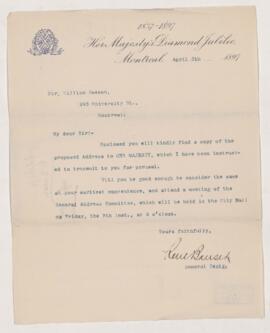 1837-1897
Her Majesty's Diamond Jubilee,
Montreal, April 5th 1897
Sir William Dawson,
293 University St.,
Montreal.
My dear Sir:-
Enclosed you will kindly find a copy of the
proposed Address to HER MAJESTY, which I have been instruct-
ed to transmit to you for perusal.
Will you be good enough to consider the same
at your earliest convenience, and attend a meeting of the
General Address Committee, which will be held in the City Hall
on Friday, the 9th inst., at 4 o'clock.
Yours faithfully,
General Secty.